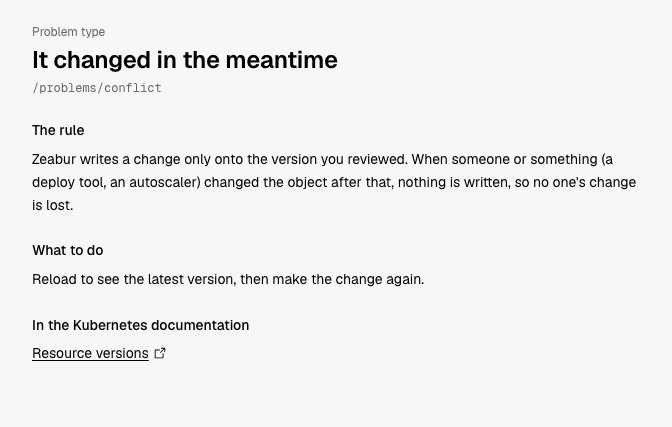 Problem type
It changed in the meantime
/problems/conflict
The rule
Zeabur writes a change only onto the version you reviewed. When someone or something (a
deploy tool, an autoscaler) changed the object after that, nothing is written, so no one's change
is lost.
What to do
Reload to see the latest version, then make the change again.
In the Kubernetes documentation
Resource versions